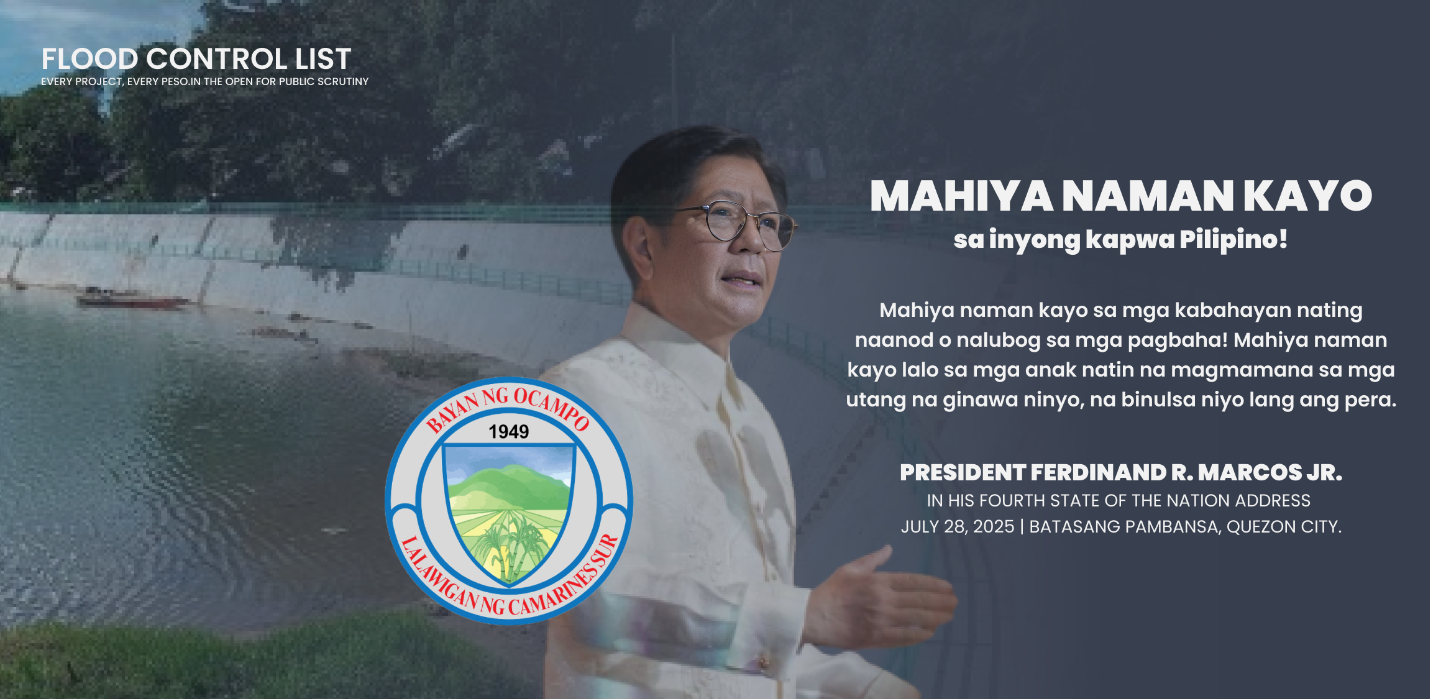 FLOOD CONTROL LIST
EVERY PROJECT, EVERY PESO.IN THE OPEN FOR PUBLIC SCRUTINY
MAHIYA NAMAN KAYO
sa inyong kapwa Pilipino!
Mahiya naman kayo sa mga kabahayan nating
naanod o nalubog sa mga pagbaha! Mahiya naman
kayo lalo sa mga anak natin na magmamana sa mga
utang na ginawa ninyo, na binulsa niyo lang ang pera.
PRESIDENT FERDINAND R. MARCOS JR.
IN HIS FOURTH STATE OF THE NATION ADDRESS
JULY 28, 2025 | BATASANG PAMBANSA, QUEZON CITY.
BAYAN NG OCAMPO
1949
LALAWIGAN NG CAMARINES SUR